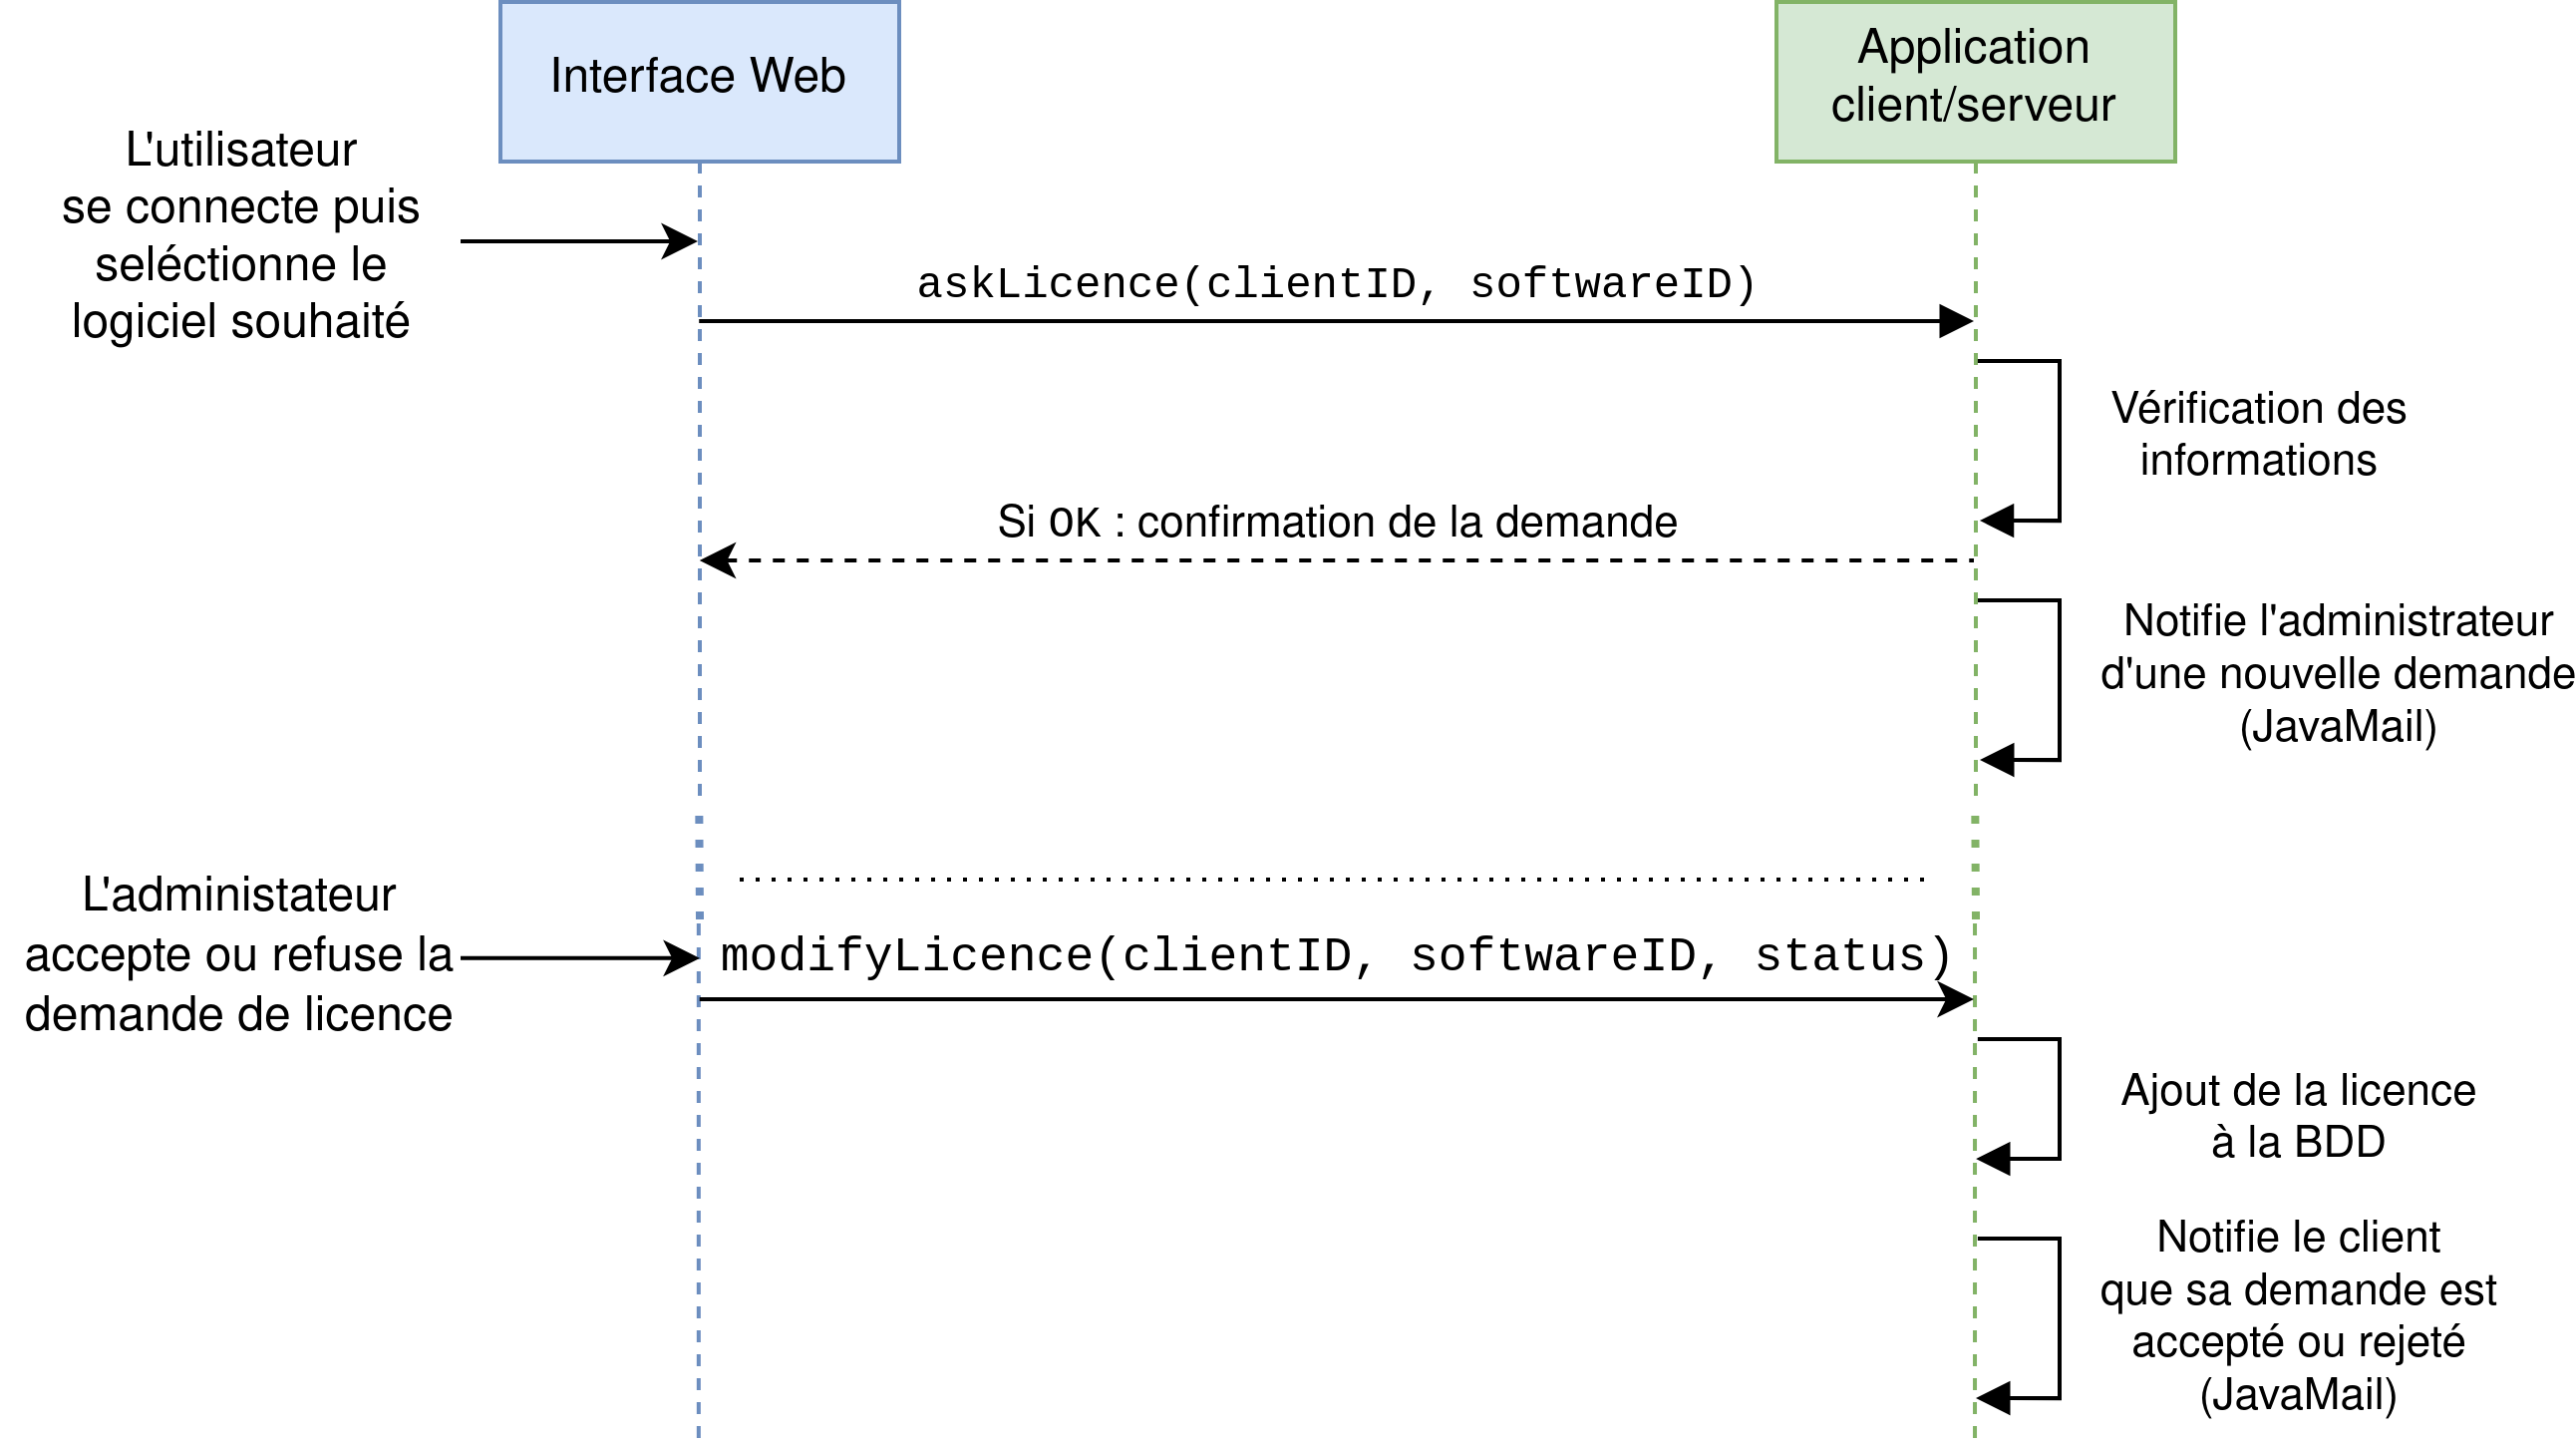 Interface Web
Application
client/serveur
L'utilisateur
se connecte puis
seléctionne le
logiciel souhaité
askLicence(clientID, softwareID)
Vérification des
informations
Si OK : confirmation de la demande
Notifie l'administrateur
d'une nouvelle demande
(JavaMail)
L'administateur
accepte ou refuse la
demande de licence
modifyLicence(clientID, softwareID, status)
Ajout de la licence
à la BDD
Notifie le client
que sa demande est
accepté ou rejeté
(JavaMail)